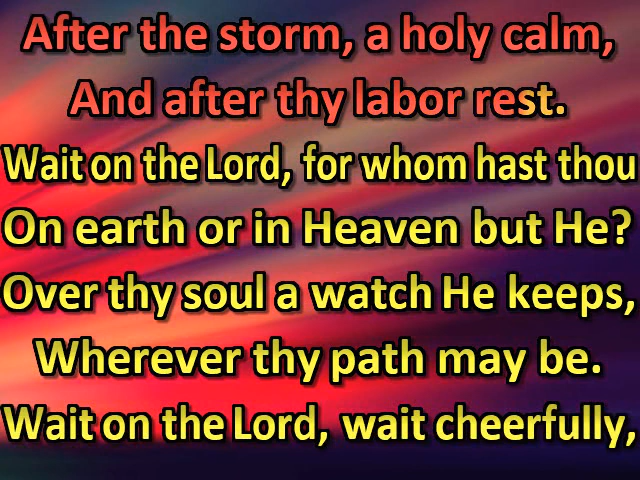 After the storm, a holy calm,
And after thy labor rest.
Wait on the Lord, for whom hast thou
On earth or in Heaven but He?
Over thy soul a watch He keeps,
Wherever thy path may be.
Wait on the Lord, wait cheerfully,